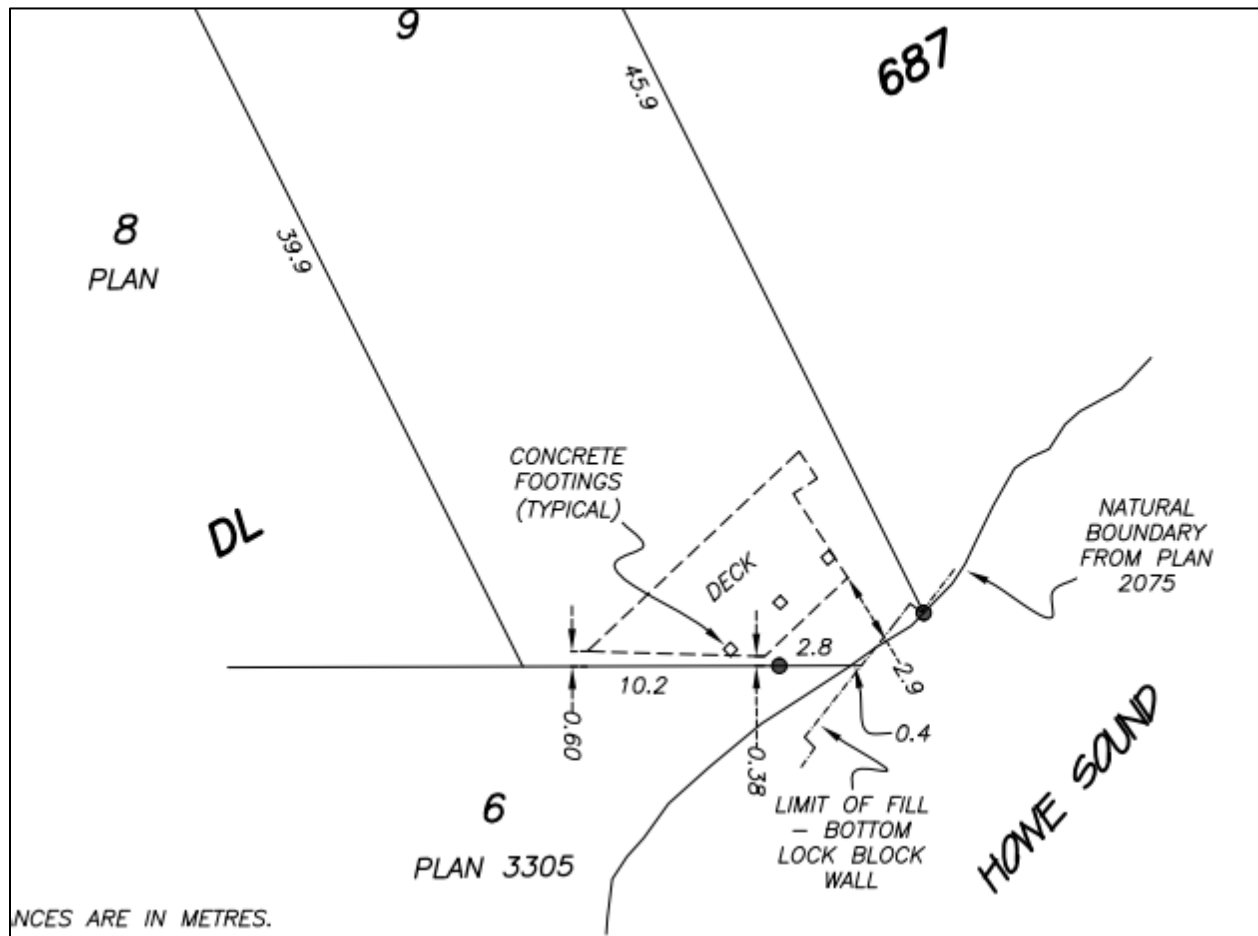 9
687
45.9
8
PLAN
39.9
CONCRETE
FOOTINGS
(TYPICAL)
DL
DECK
NATURAL
BOUNDARY
FROM PLAN
2075
2.8
10.2
2.9
0.60
0.38
0.4
HOWE SOUND
LIMIT OF FILL
– BOTTOM
LOCK BLOCK
WALL
6
PLAN 3305
NCES ARE IN METRES.